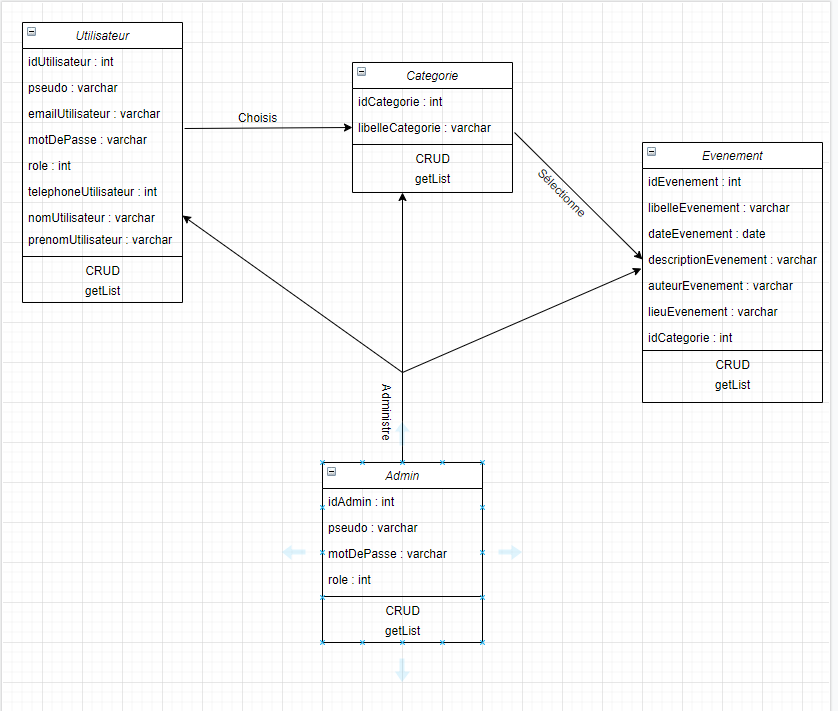 Utilisateur
idUtilisateur : int
pseudo : varchar
emailUtilisateur : varchar
motDePasse : varchar
role : int
telephoneUtilisateur : int
nomUtilisateur : varchar
prenomUtilisateur : varchar
CRUD
getList
Choisis
Categorie
idCategorie : int
libelleCategorie : varchar
CRUD
getList
Sélectionne
Evenement
idEvenement : int
libelleEvenement : varchar
dateEvenement : date
descriptionEvenement : varchar
auteurEvenement : varchar
lieuEvenement : varchar
idCategorie : int
CRUD
getList
Administre
Admin
idAdmin : int
pseudo : varchar
motDePasse : varchar
role : int
CRUD
getList